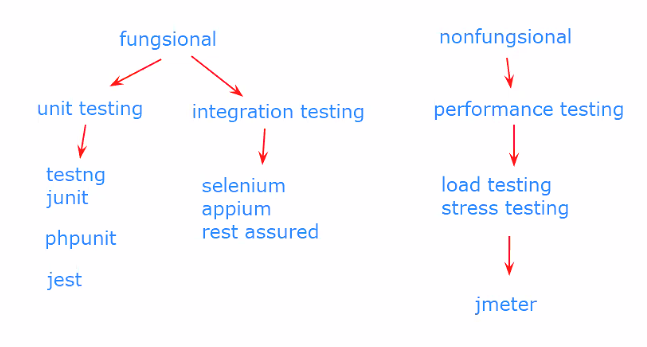 fungsional
nonfungsional
unit testing
integration testing
performance testing
testng
junit
phpunit
jest
selenium
appium
rest assured
load testing
stress testing
jmeter